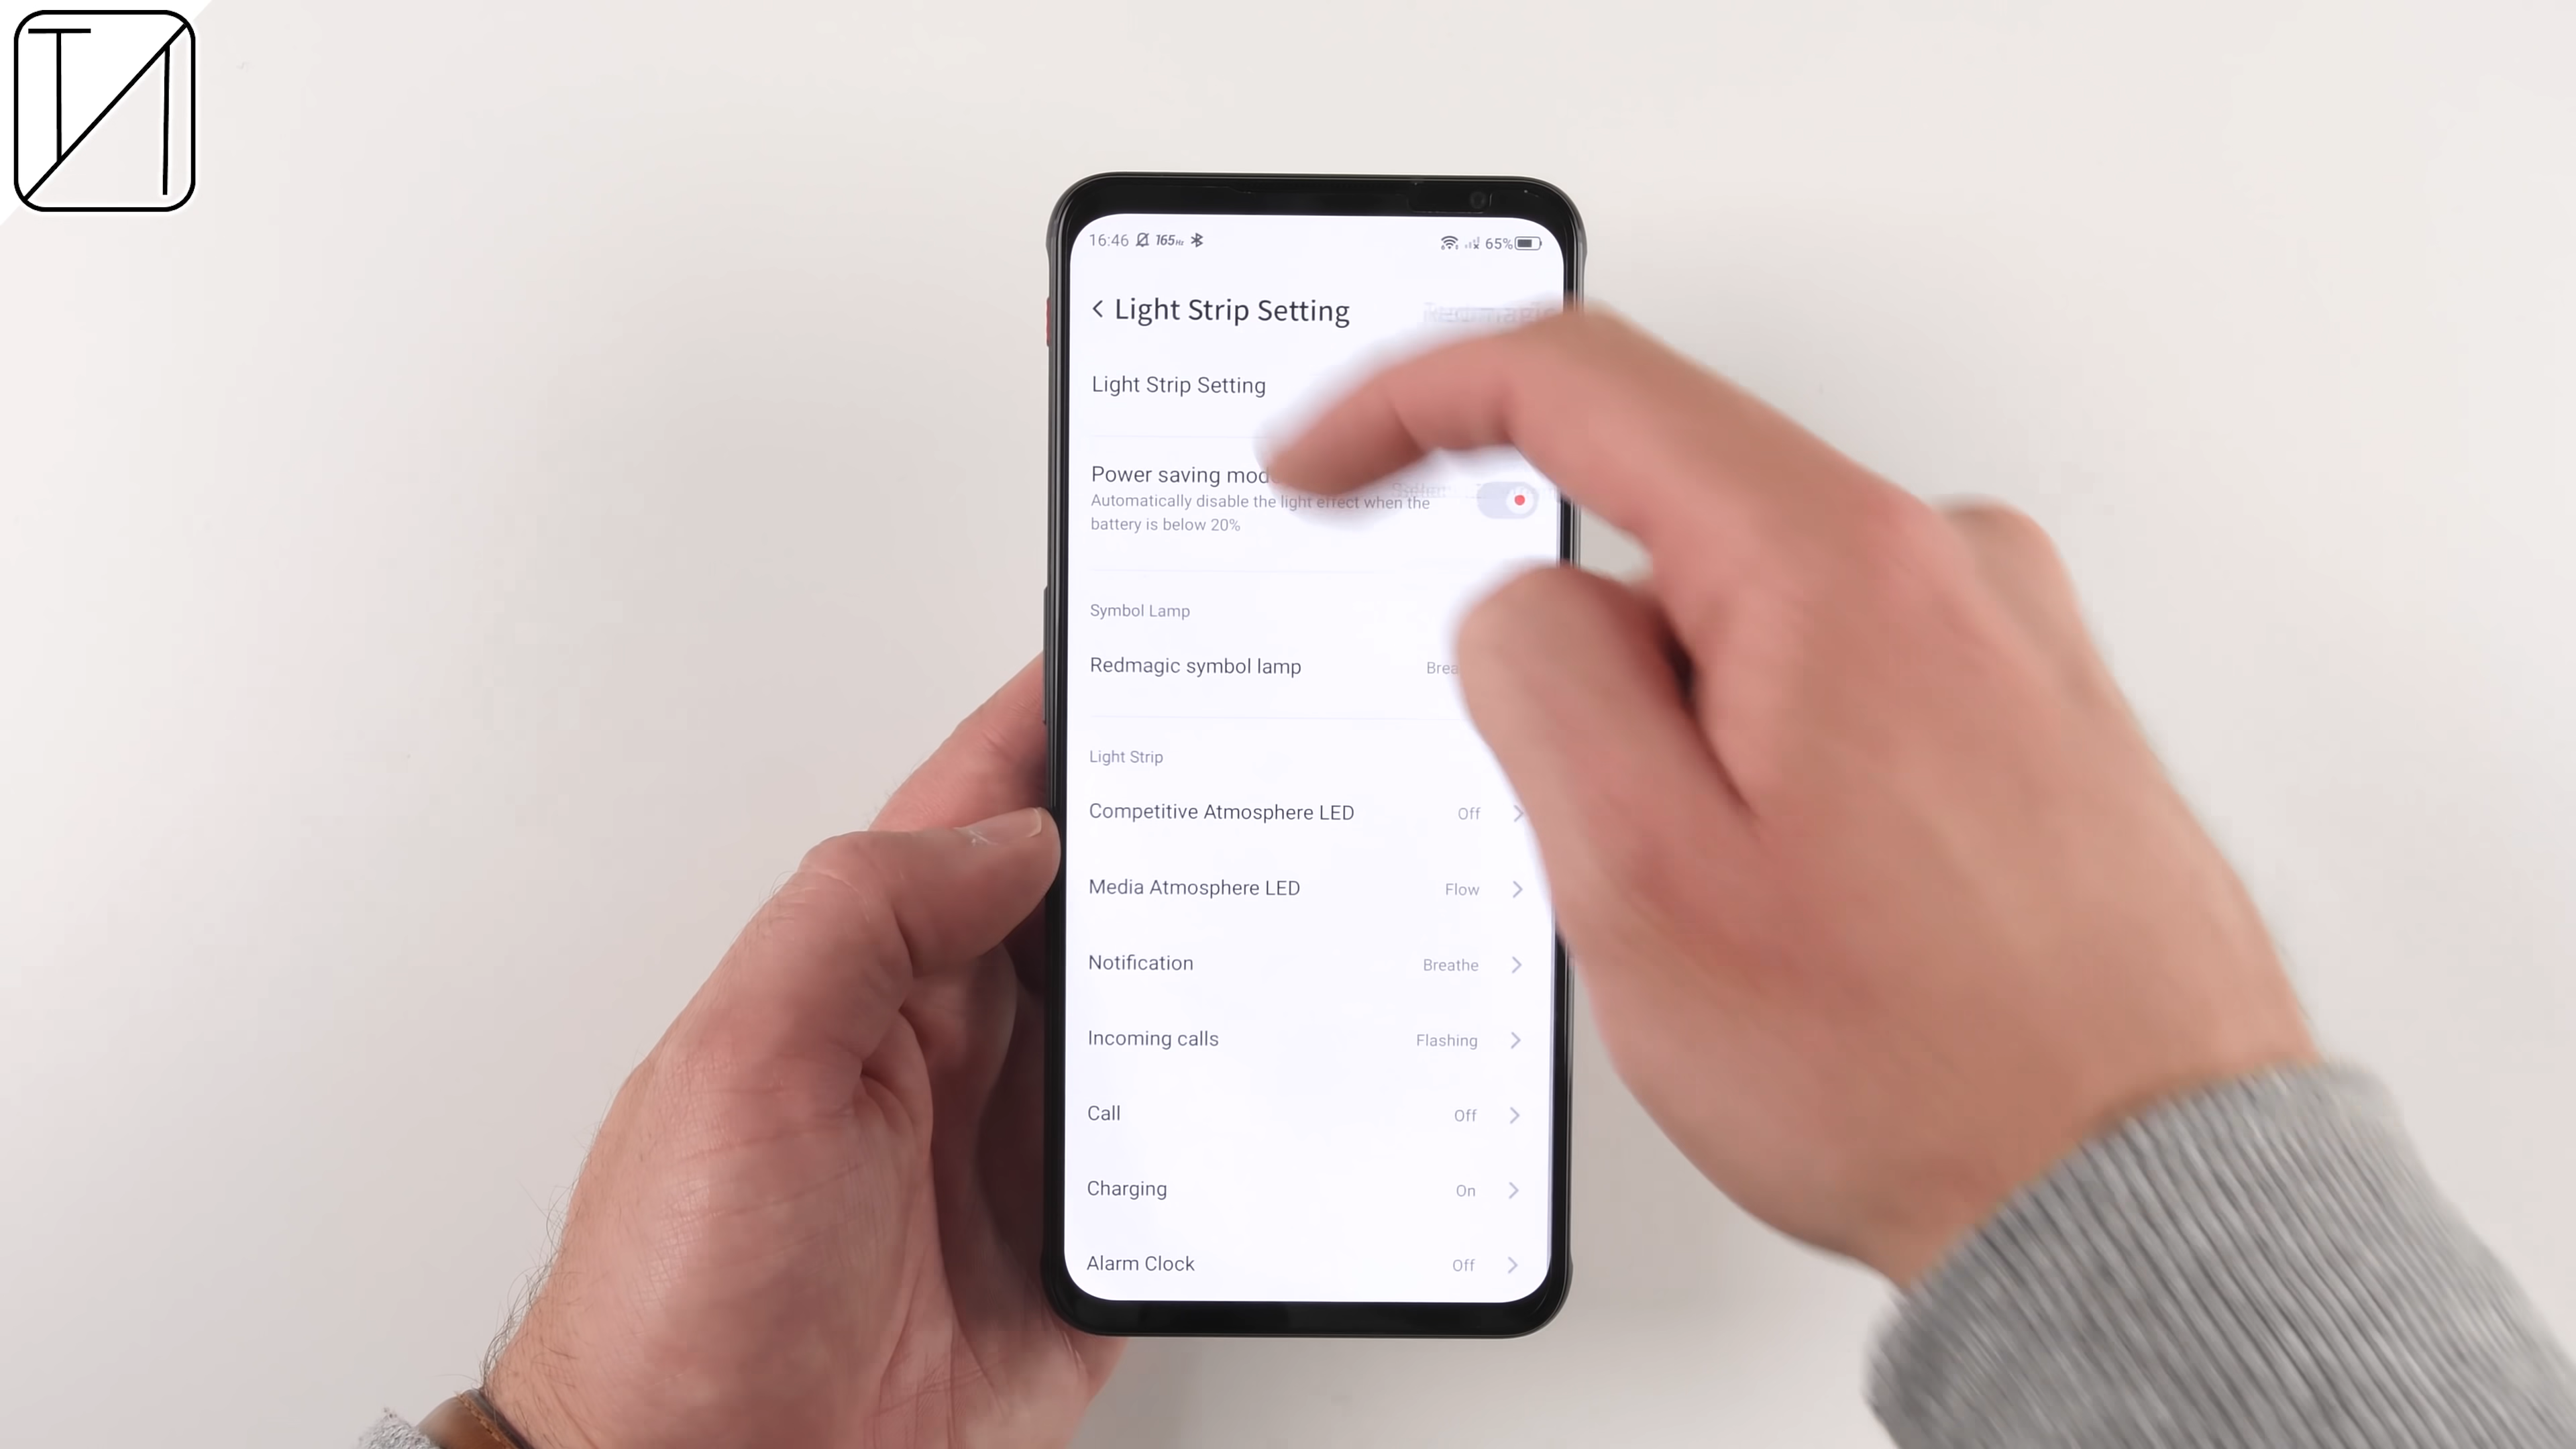 16:46 165Hz 65%
Light Strip Setting
Light Strip Setting
Power saving mod
Automatically disable the light effect when the
battery is below 20%
Symbol Lamp
Redmagic symbol lamp Brea
Light Strip
Competitive Atmosphere LED Off
Media Atmosphere LED Flow
Notification Breathe
Incoming calls Flashing
Call Off
Charging On
Alarm Clock Off